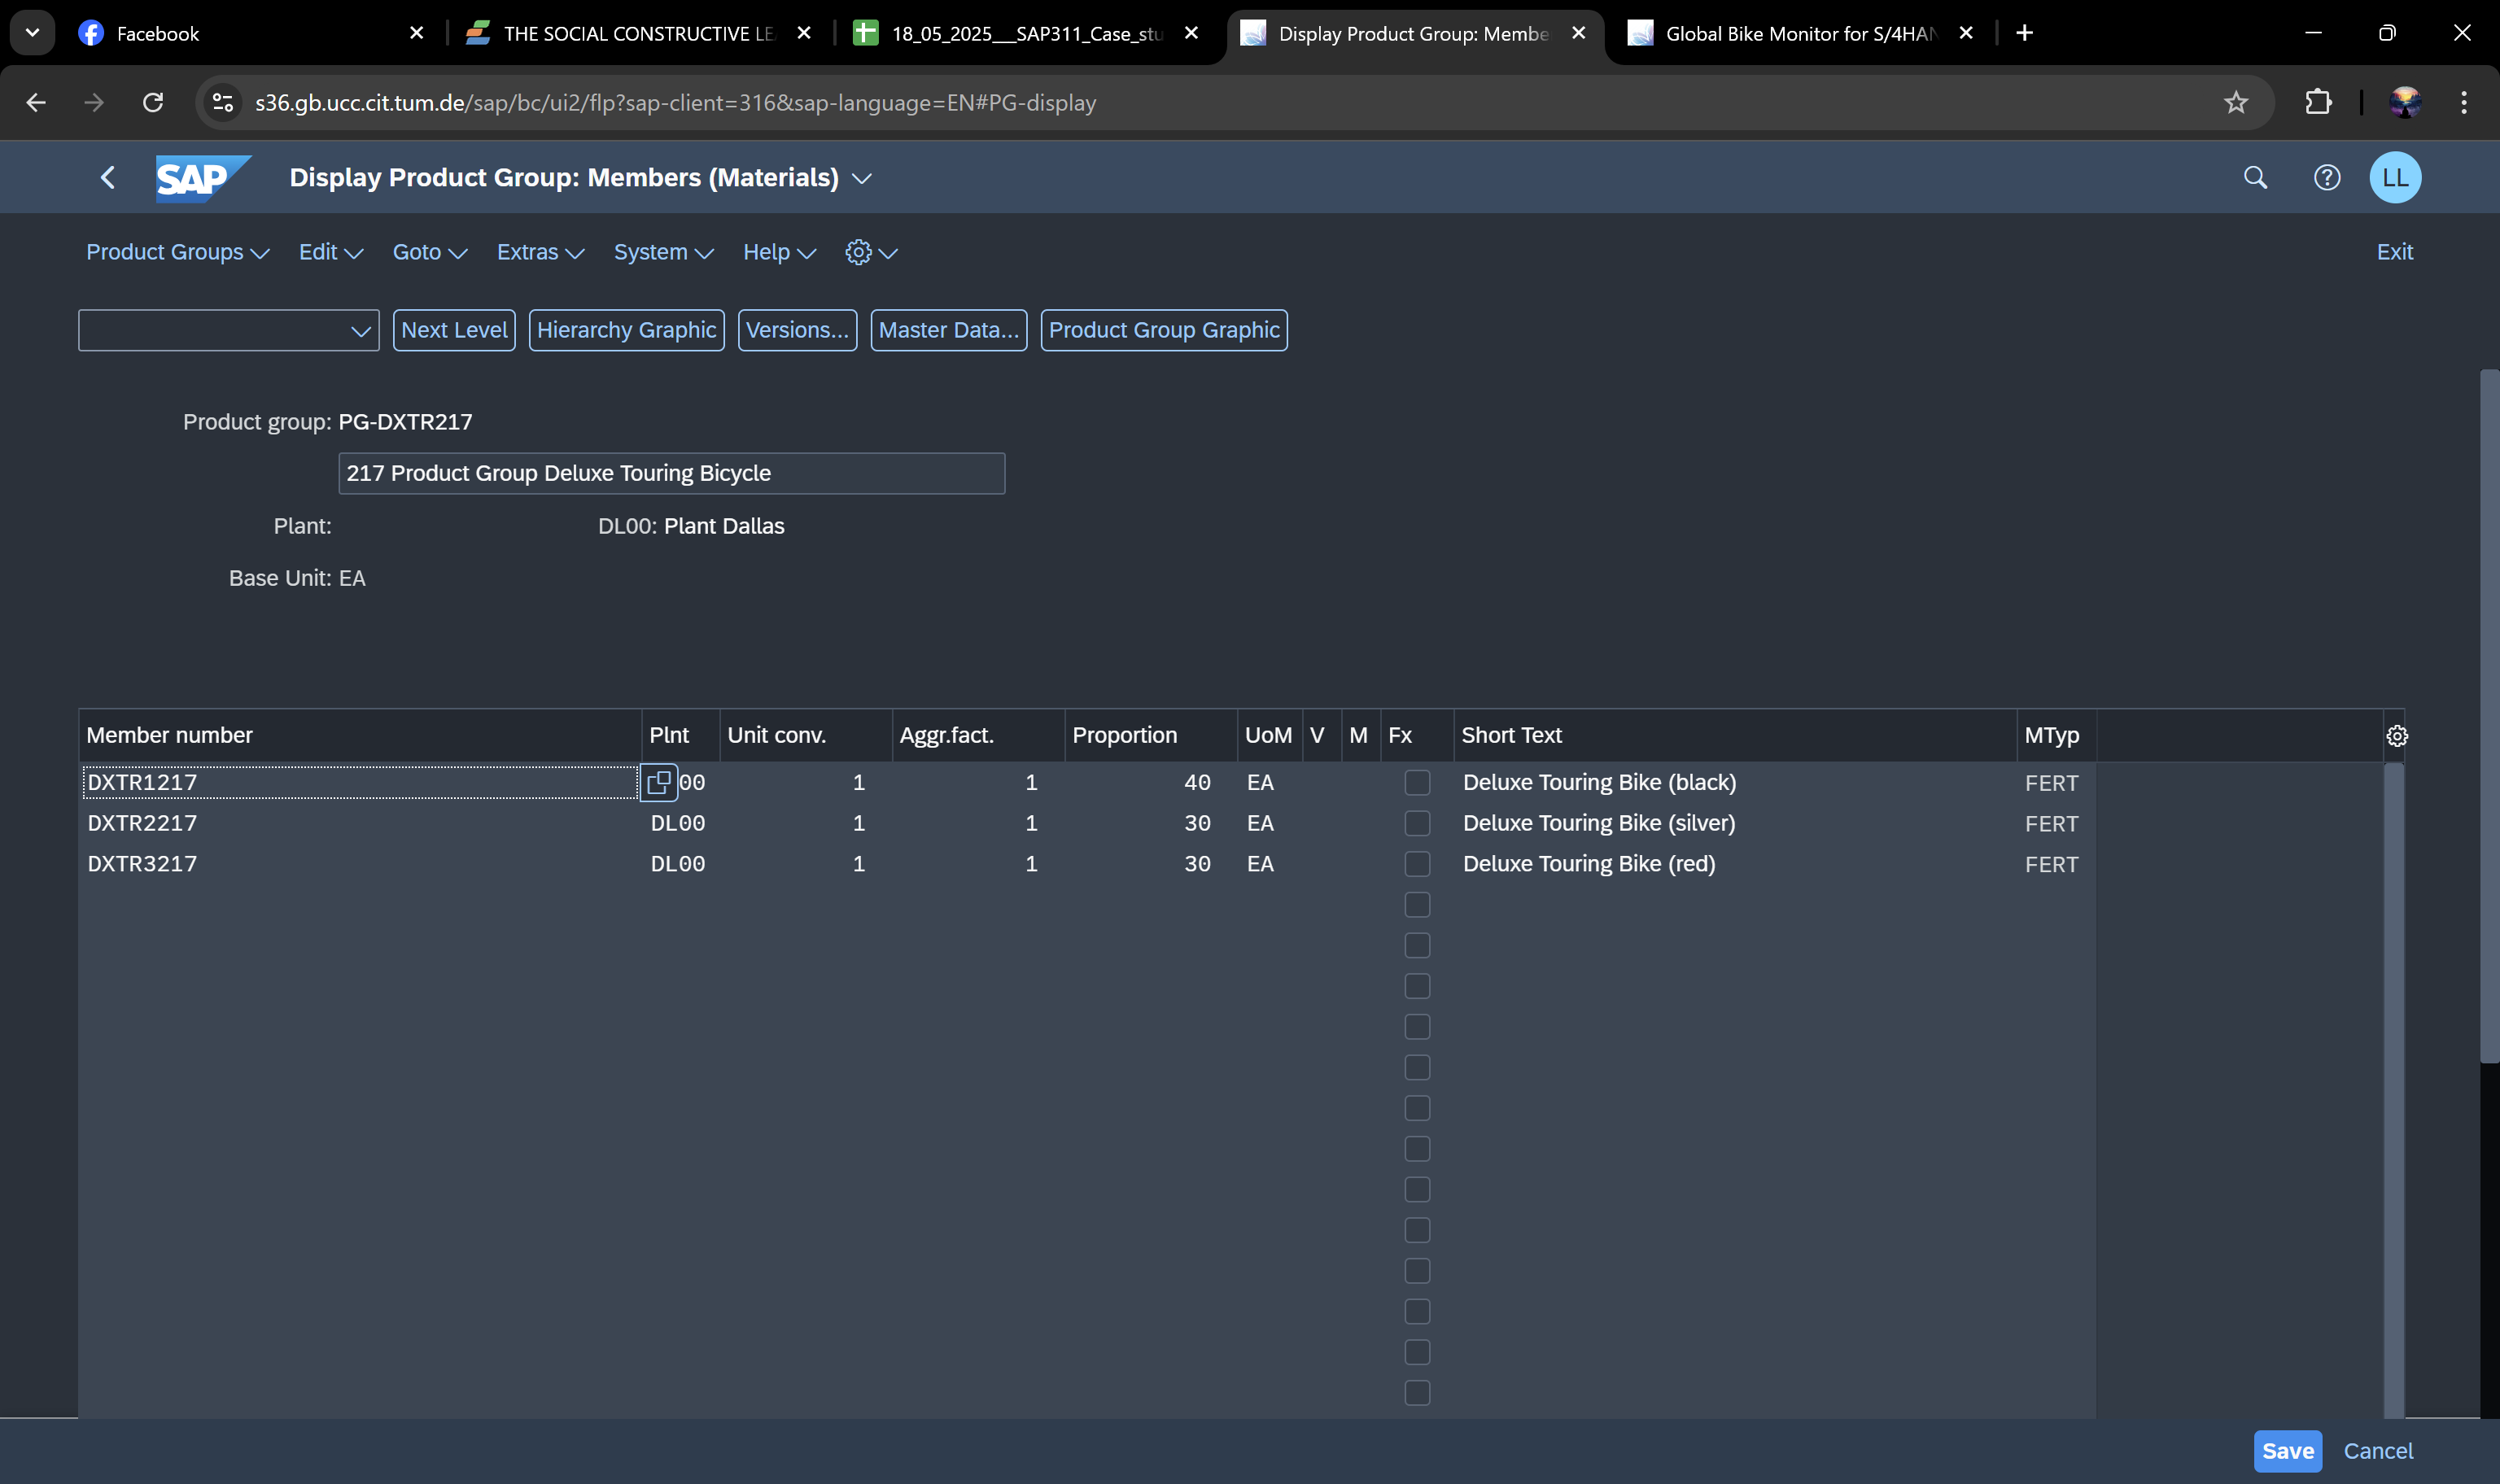 Facebook
THE SOCIAL CONSTRUCTIVE LE
18_05_2025___SAP311_Case_stu
Display Product Group: Membe
Global Bike Monitor for S/4HAN
s36.gb.ucc.cit.tum.de/sap/bc/ui2/flp?sap-client=316&sap-language=EN#PG-display
SAP Display Product Group: Members (Materials) LL
Product Groups Edit Goto Extras System Help Exit
Next Level Hierarchy Graphic Versions... Master Data... Product Group Graphic
Product group: PG-DXTR217
217 Product Group Deluxe Touring Bicycle
Plant: DL00: Plant Dallas
Base Unit: EA
Member number Plnt Unit conv. Aggr.fact. Proportion UoM V M Fx Short Text MTyp
DXTR1217 00 1 1 40 EA Deluxe Touring Bike (black) FERT
DXTR2217 DL00 1 1 30 EA Deluxe Touring Bike (silver) FERT
DXTR3217 DL00 1 1 30 EA Deluxe Touring Bike (red) FERT
Save Cancel